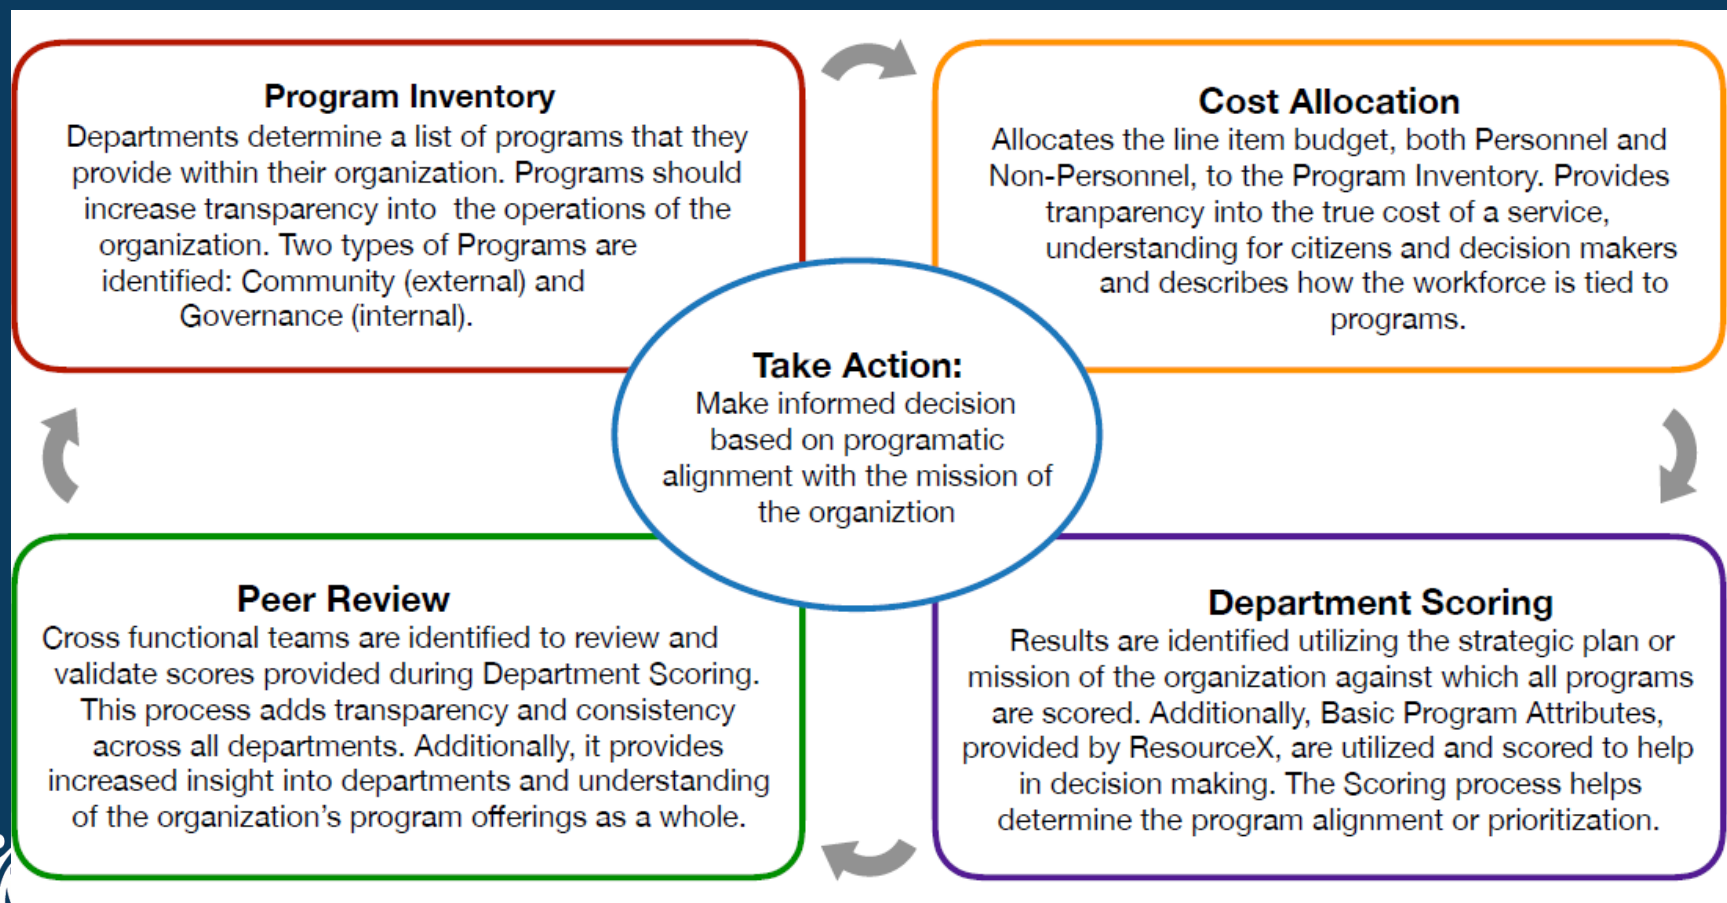 Program Inventory
Departments determine a list of programs that they
provide within their organization. Programs should
increase transparency into the operations of the
organization. Two types of Programs are
identified: Community (external) and
Governance (internal).
Cost Allocation
Allocates the line item budget, both Personnel and
Non-Personnel, to the Program Inventory. Provides
tranparency into the true cost of a service,
understanding for citizens and decision makers
and describes how the workforce is tied to
programs.
Take Action:
Make informed decision
based on programatic
alignment with the mission of
the organiztion
Peer Review
Cross functional teams are identified to review and
validate scores provided during Department Scoring.
This process adds transparency and consistency
across all departments. Additionally, it provides
increased insight into departments and understanding
of the organization's program offerings as a whole.
Department Scoring
Results are identified utilizing the strategic plan or
mission of the organization against which all programs
are scored. Additionally, Basic Program Attributes,
provided by ResourceX, are utilized and scored to help
in decision making. The Scoring process helps
determine the program alignment or prioritization.